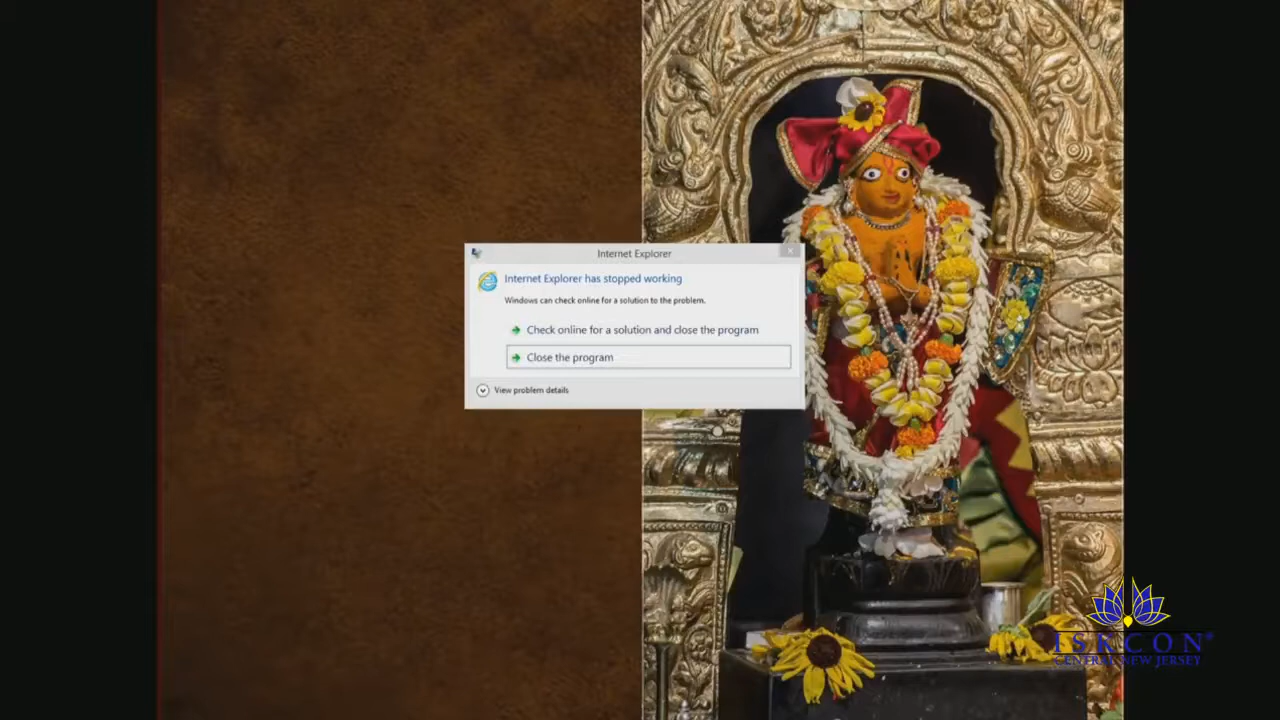 Internet Explorer
Internet Explorer has stopped working
Windows can check online for a solution to the problem.
Check online for a solution and close the program
Close the program
View problem details
ISKCON®
CENTRAL NEW JERSEY